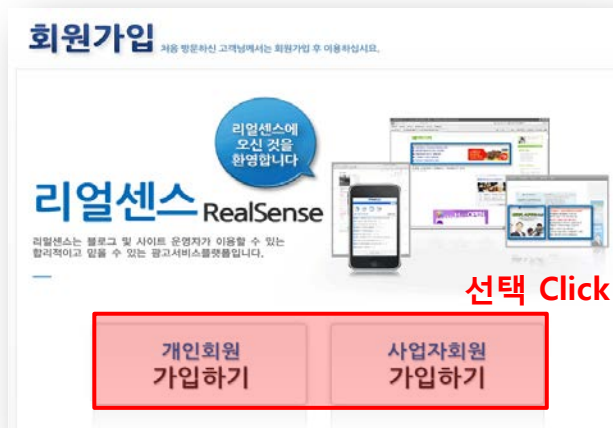 회원가입 처음 방문하신 고객님께서는 회원가입 후 이용하십시요.
리얼센스에
오신 것을
환영합니다
리얼센스 RealSense
리얼센스는 블로그 및 사이트 운영자가 이용할 수 있는
합리적이고 믿을 수 있는 광고서비스플랫폼입니다.
선택 Click
개인회원 사업자회원
가입하기 가입하기